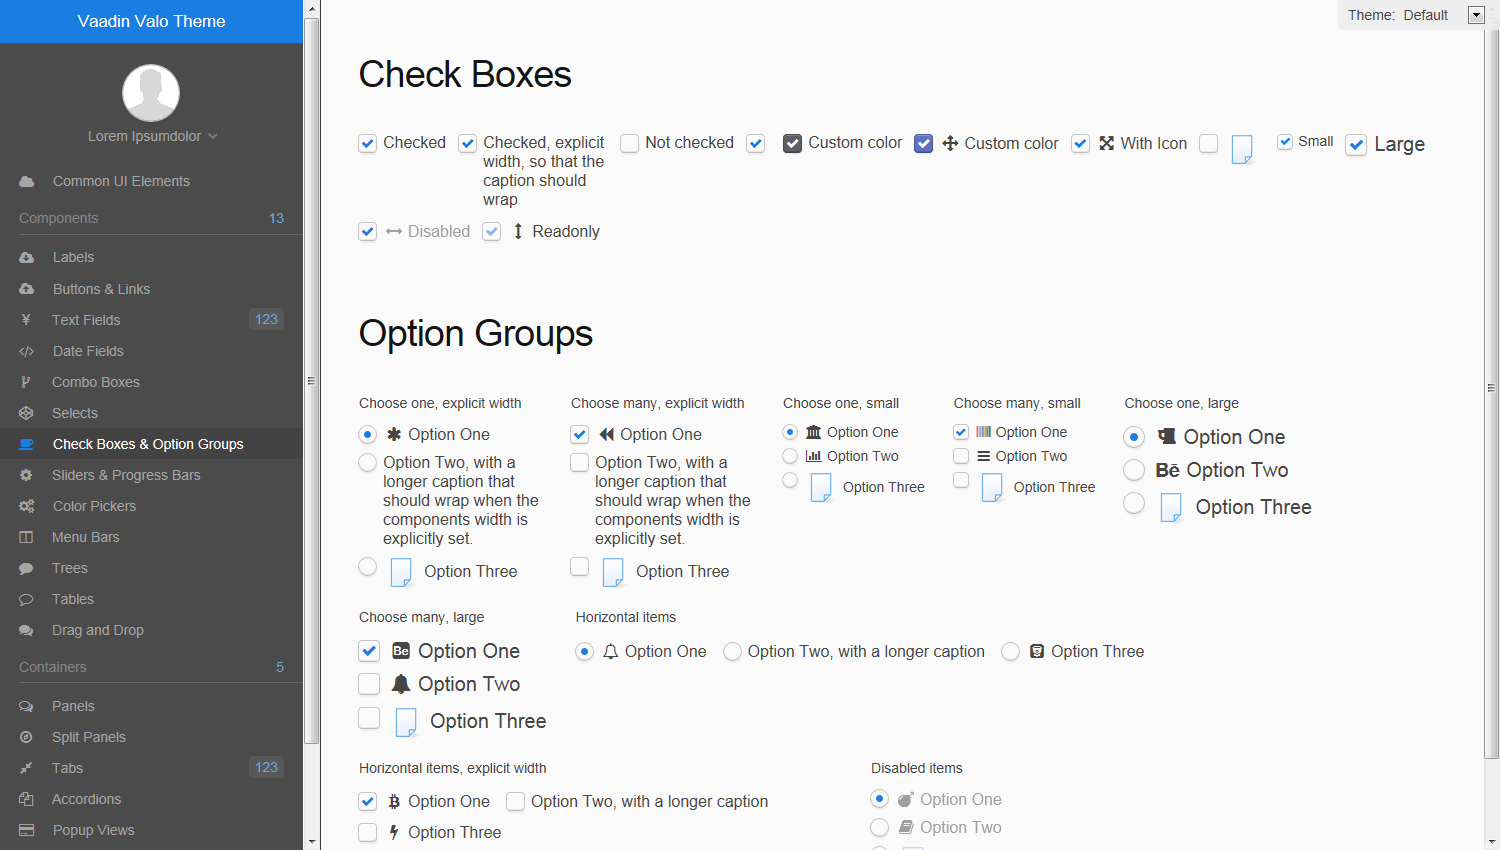 Vaadin Valo Theme
Lorem Ipsumdolor
Common UI Elements
Components 13
Labels
Buttons & Links
Text Fields 123
Date Fields
Combo Boxes
Selects
Check Boxes & Option Groups
Sliders & Progress Bars
Color Pickers
Menu Bars
Trees
Tables
Drag and Drop
Containers 5
Panels
Split Panels
Tabs 123
Accordions
Popup Views
Theme: Default
Check Boxes
Checked
Checked, explicit
width, so that the
caption should
wrap
Not checked
Custom color
Custom color
With Icon
Small
Large
Disabled
Readonly
Option Groups
Choose one, explicit width
Option One
Option Two, with a
longer caption that
should wrap when the
components width is
explicitly set.
Option Three
Choose many, explicit width
Option One
Option Two, with a
longer caption that
should wrap when the
components width is
explicitly set.
Option Three
Choose one, small
Option One
Option Two
Option Three
Choose many, small
Option One
Option Two
Option Three
Choose one, large
Option One
Bē Option Two
Option Three
Choose many, large
Be Option One
Option Two
Option Three
Horizontal items
Option One
Option Two, with a longer caption
Option Three
Horizontal items, explicit width
Option One
Option Two, with a longer caption
Option Three
Disabled items
Option One
Option Two